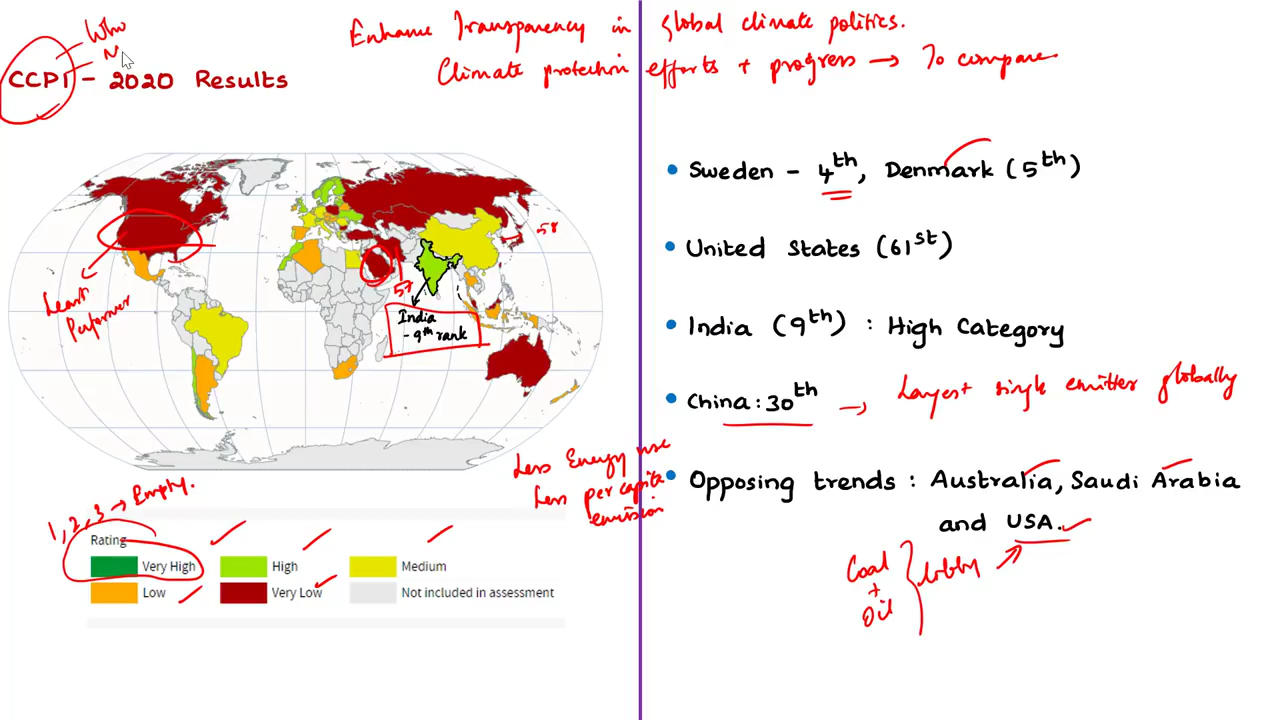 Who
Enhance Transparency in global climate politics.
CCPI - 2020 Results
Climate protection efforts + progress → To compare
Sweden - 4th, Denmark (5th)
United States (61st)
58
57
Least
Performer
India
- 9th rank
India (9th) : High Category
China : 30th → Largest single emitter globally
Less Energy use
Less per capita
emission
Opposing trends : Australia, Saudi Arabia
and USA.
1, 2, 3 → Empty.
Rating
Very High High Medium
Low Very Low Not included in assessment
Coal
+
Oil
lobby